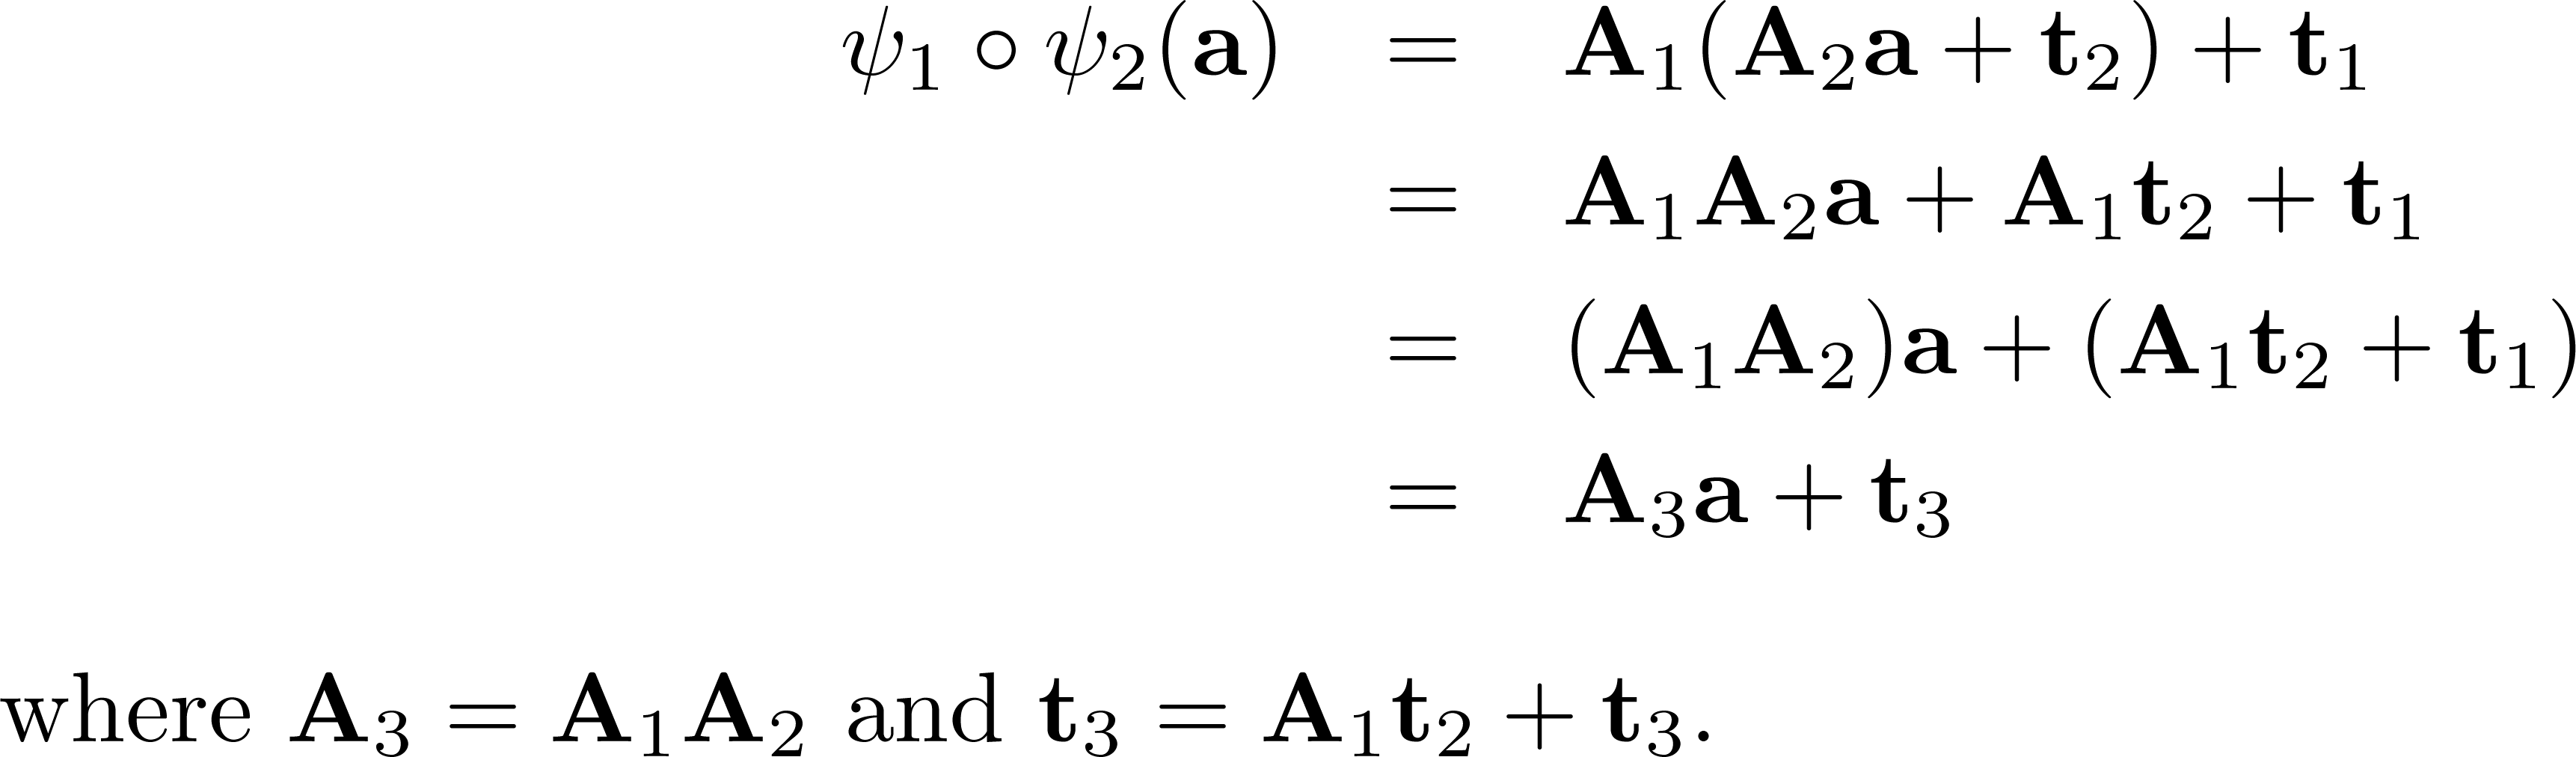 ψ₁ ∘ ψ₂(𝐚) = 𝐀₁(𝐀₂𝐚 + 𝐭₂) + 𝐭₁
= 𝐀₁𝐀₂𝐚 + 𝐀₁𝐭₂ + 𝐭₁
= (𝐀₁𝐀₂)𝐚 + (𝐀₁𝐭₂ + 𝐭₁)
= 𝐀₃𝐚 + 𝐭₃
where 𝐀₃ = 𝐀₁𝐀₂ and 𝐭₃ = 𝐀₁𝐭₂ + 𝐭₃.